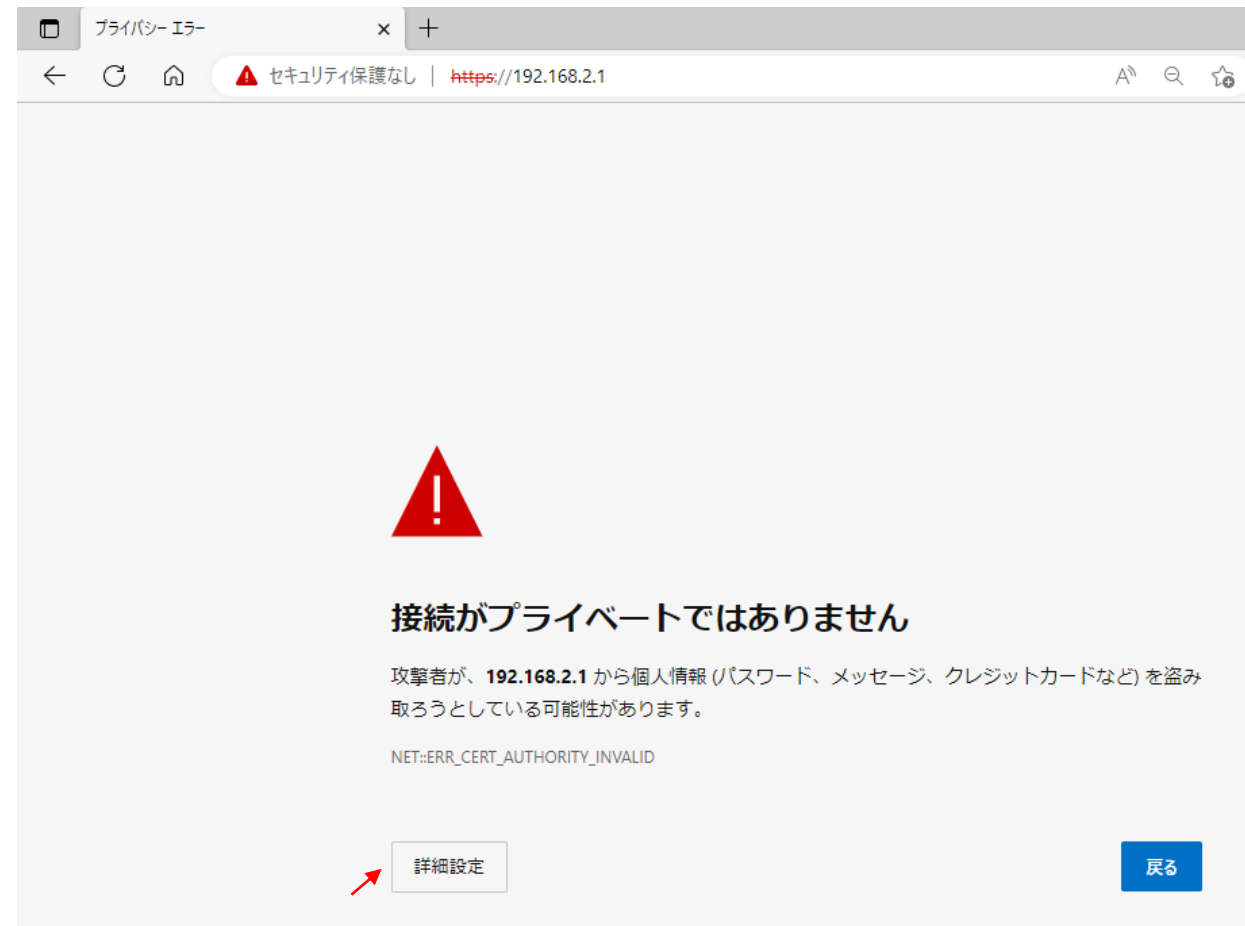 プライバシー エラー
セキュリティ保護なし | https://192.168.2.1
接続がプライベートではありません
攻撃者が、192.168.2.1 から個人情報 (パスワード、メッセージ、クレジットカードなど) を盗み
取ろうとしている可能性があります。
NET::ERR_CERT_AUTHORITY_INVALID
詳細設定
戻る